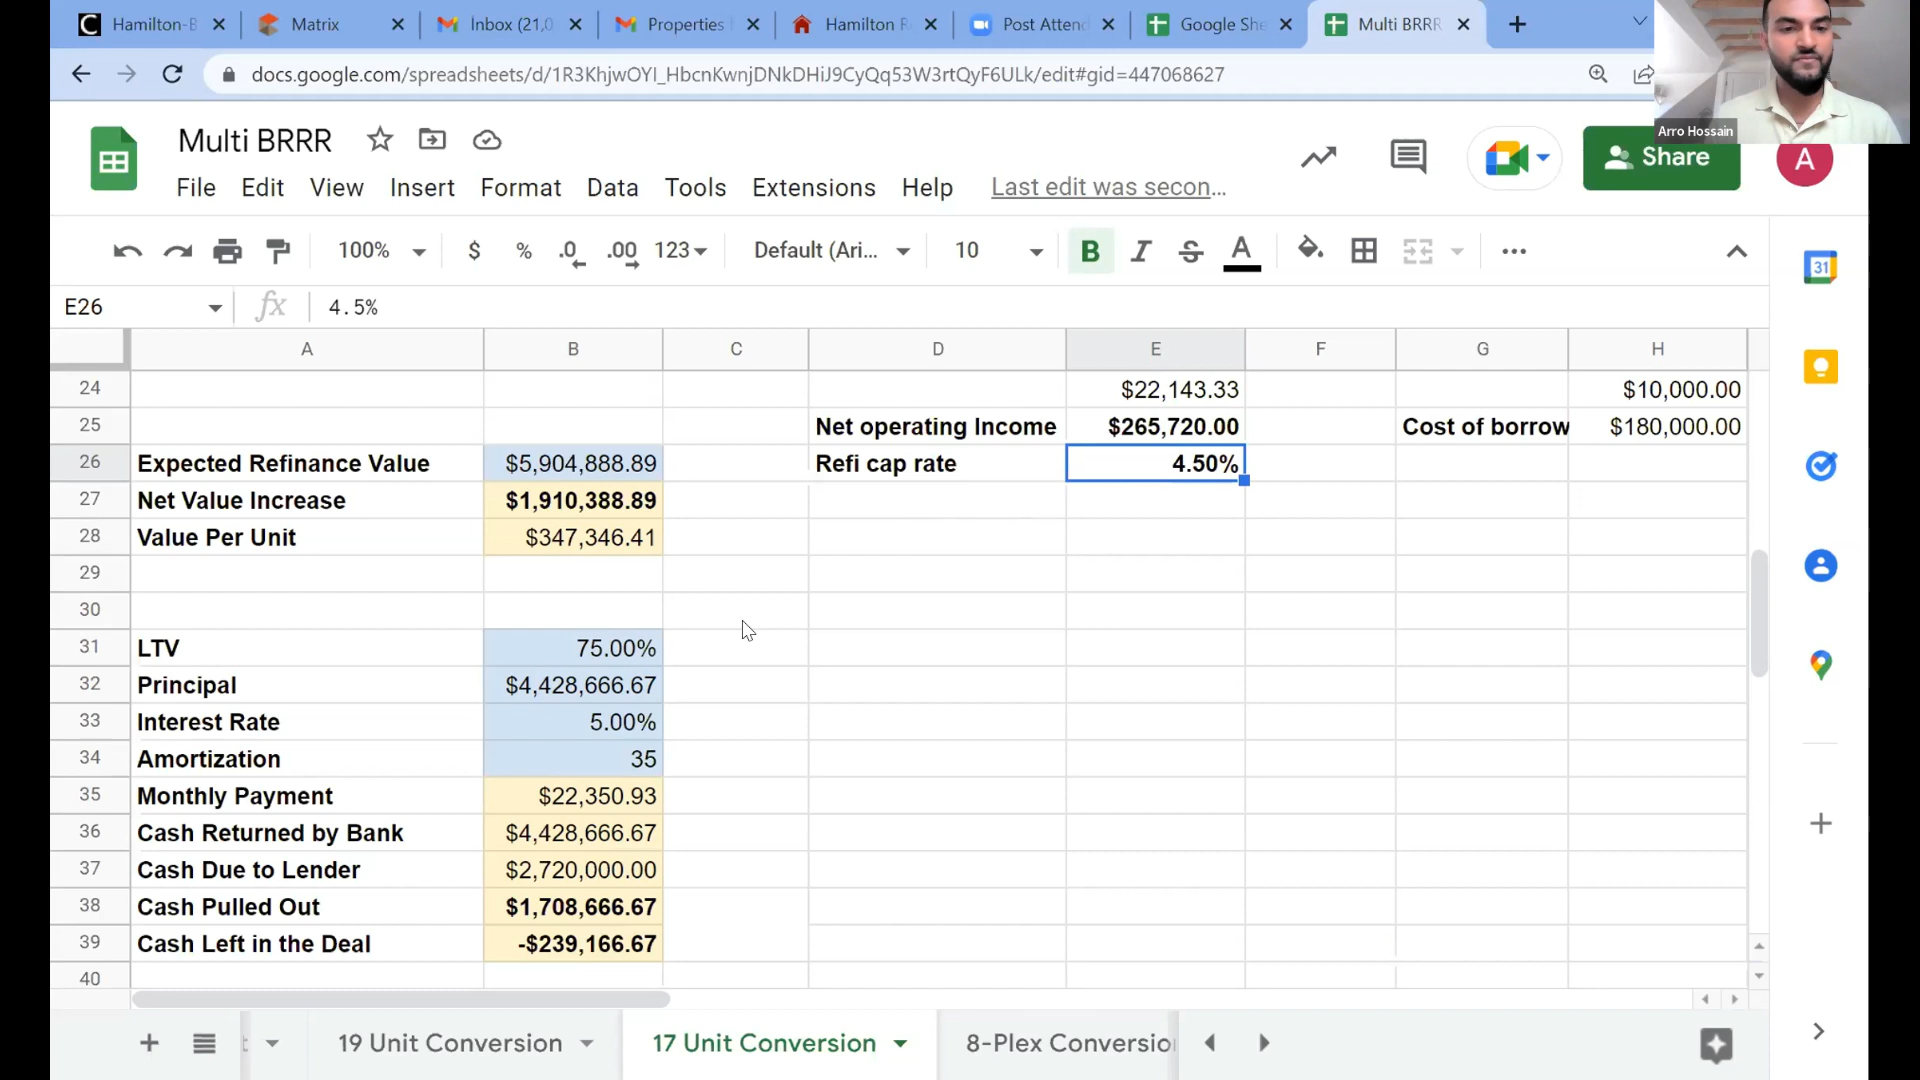 Hamilton-B
Matrix
Inbox (21,0
Properties
Hamilton R
Post Attend
Google She
Multi BRRR
docs.google.com/spreadsheets/d/1R3KhjwOYI_HbcnKwnjDNkDHiJ9CyQq53W3rtQyF6ULk/edit#gid=447068627
Arro Hossain
Multi BRRR
Share
A
File Edit View Insert Format Data Tools Extensions Help Last edit was secon...
100% $ % .0 .00 123 Default (Ari... 10 B I S A
31
E26 fx 4.5%
A B C D E F G H
24 $22,143.33 $10,000.00
25 Net operating Income $265,720.00 Cost of borrow $180,000.00
26 Expected Refinance Value $5,904,888.89 Refi cap rate 4.50%
27 Net Value Increase $1,910,388.89
28 Value Per Unit $347,346.41
29
30
31 LTV 75.00%
32 Principal $4,428,666.67
33 Interest Rate 5.00%
34 Amortization 35
35 Monthly Payment $22,350.93
36 Cash Returned by Bank $4,428,666.67
37 Cash Due to Lender $2,720,000.00
38 Cash Pulled Out $1,708,666.67
39 Cash Left in the Deal -$239,166.67
40
19 Unit Conversion
17 Unit Conversion
8-Plex Conversio